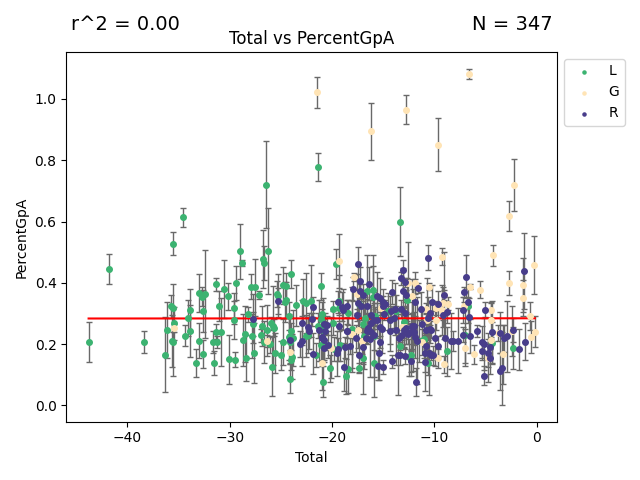 r^2 = 0.00 N = 347
Total vs PercentGpA
L
G
R
PercentGpA
1.0
0.8
0.6
0.4
0.2
0.0
−40 −30 −20 −10 0
Total